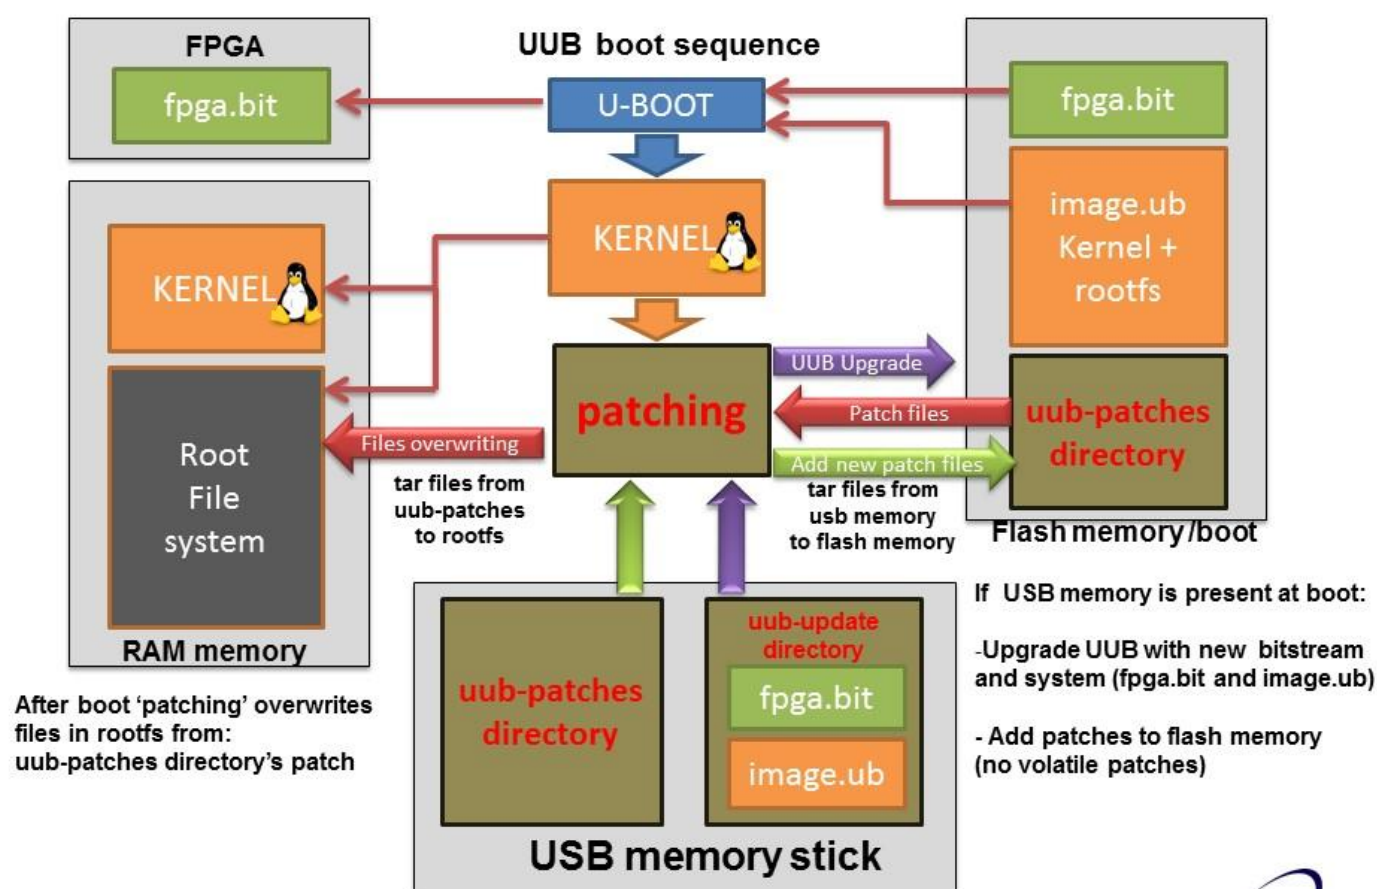 UUB boot sequence
FPGA
fpga.bit
U-BOOT
KERNEL
patching
KERNEL
Root
File
system
RAM memory
After boot ‘patching’ overwrites
files in rootfs from:
uub-patches directory’s patch
Files overwriting
tar files from
uub-patches
to rootfs
UUB Upgrade
Patch files
Add new patch files
tar files from
usb memory
to flash memory
fpga.bit
image.ub
Kernel +
rootfs
uub-patches
directory
Flash memory /boot
If USB memory is present at boot:
-Upgrade UUB with new bitstream
and system (fpga.bit and image.ub)
- Add patches to flash memory
(no volatile patches)
uub-patches
directory
uub-update
directory
fpga.bit
image.ub
USB memory stick